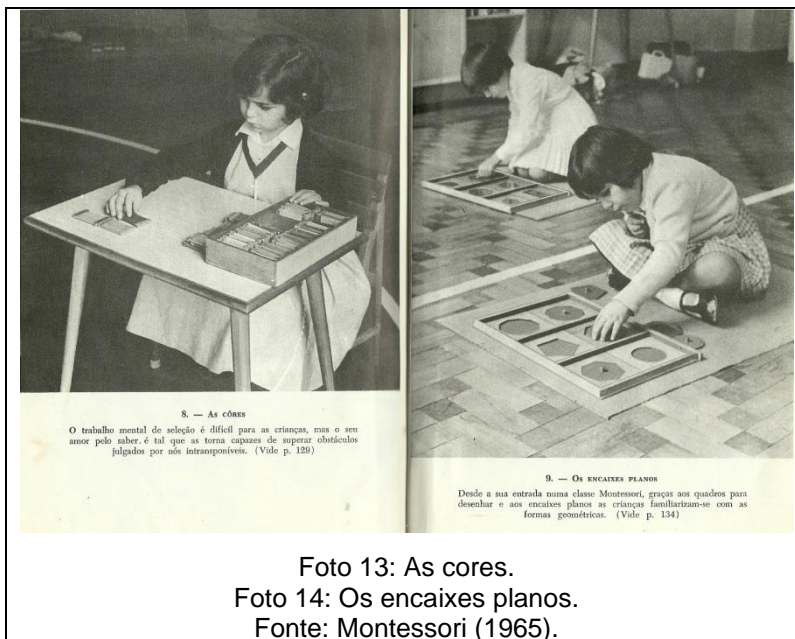 8. — As côres
O trabalho mental de seleção é difícil para as crianças, mas o seu
amor pelo saber. é tal que as torna capazes de superar obstáculos
julgados por nós intransponíveis. (Vide p. 129)
9. — Os encaixes planos
Desde a sua entrada numa classe Montessori, graças aos quadros para
desenhar e aos encaixes planos as crianças familiarizam-se com as
formas geométricas. (Vide p. 134)
Foto 13: As cores.
Foto 14: Os encaixes planos.
Fonte: Montessori (1965).